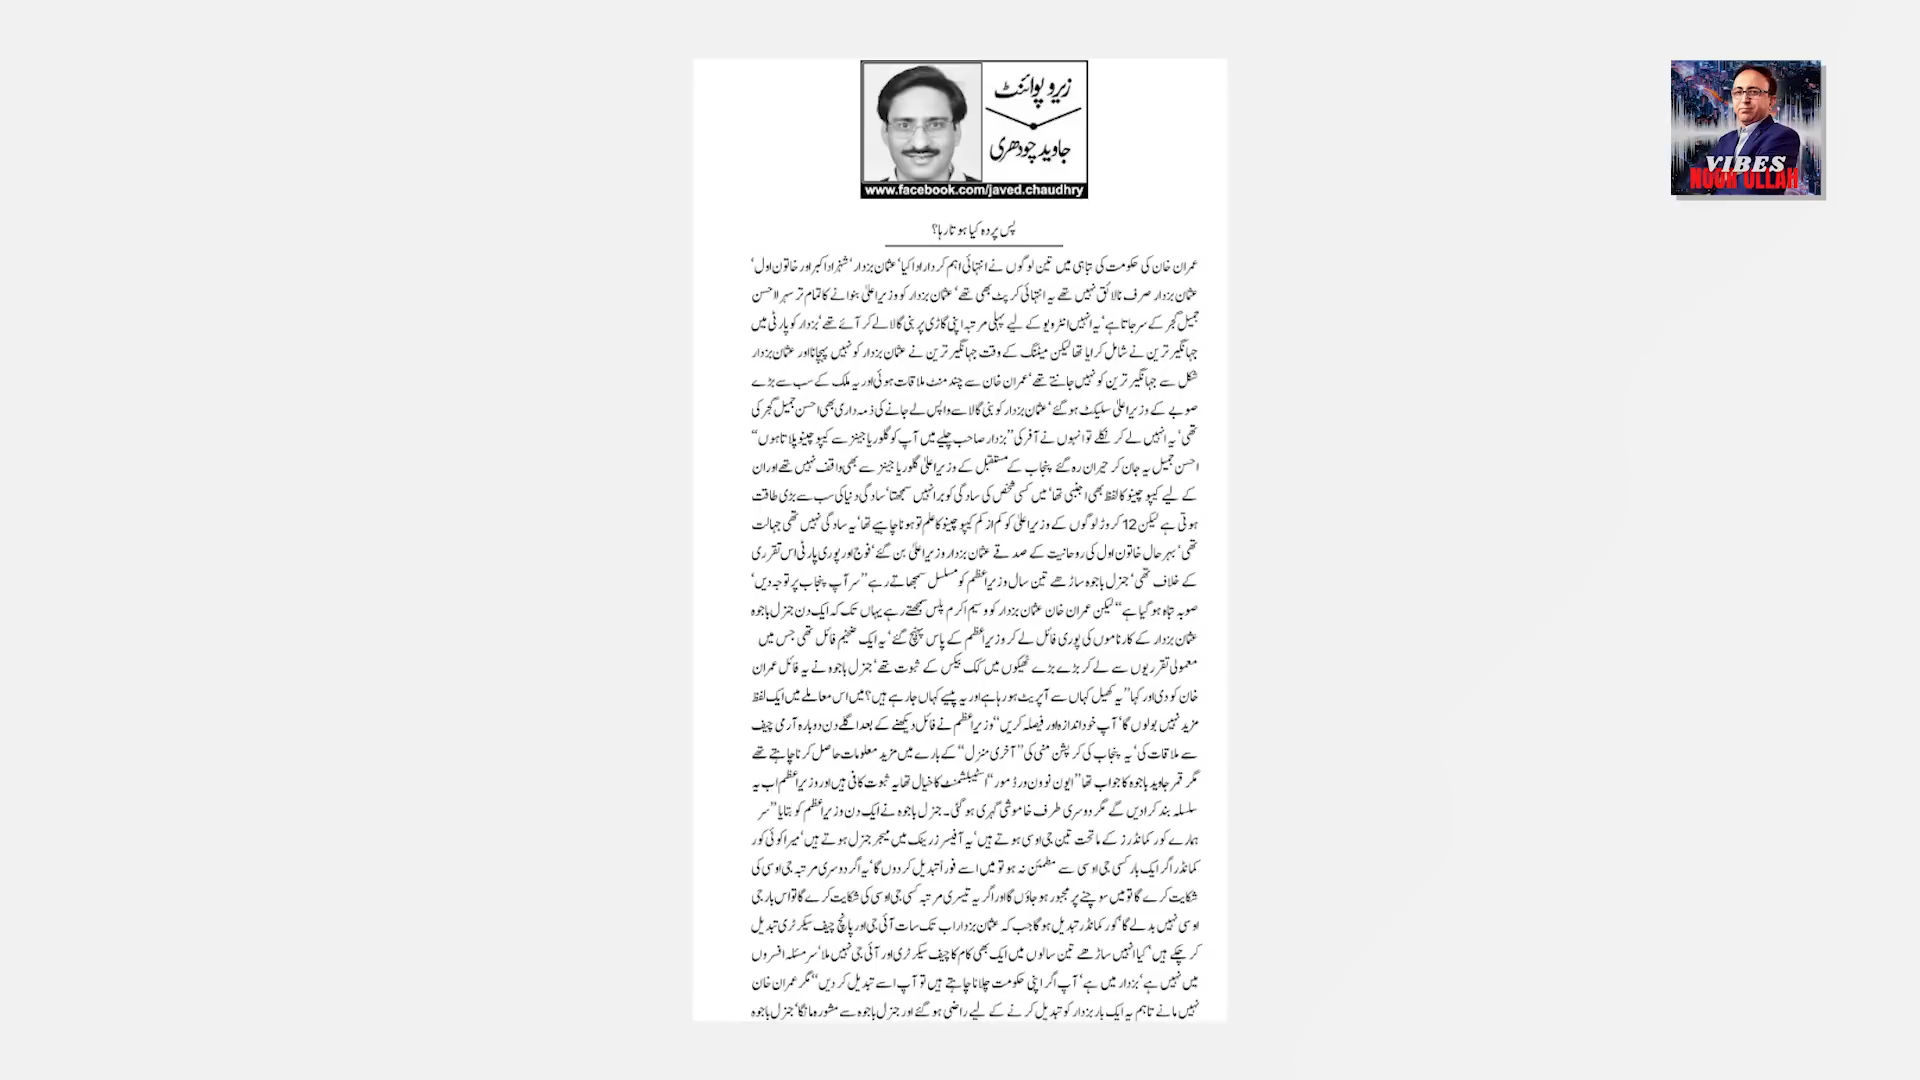 زیرو پوائنٹ
جاوید چودھری
www.facebook.com/javed.chaudhry
VIBES
NOOR ULLAH
پس پردہ کیا ہوتا رہا؟
عمران خان کی حکومت کی تباہی میں تین لوگوں نے انتہائی اہم کردار ادا کیا‘ عثمان بزدار‘ شہزاد اکبر اور خاتون اول‘
عثمان بزدار صرف نالائق نہیں تھے یہ انتہائی کرپٹ بھی تھے‘ عثمان بزدار کو وزیراعلیٰ بنوانے کا تمام تر سہرا احسن
جمیل گجر کے سر جاتا ہے‘ یہ انہیں انٹرویو کے لیے پہلی مرتبہ اپنی گاڑی پر بنی گالا لے کر آئے تھے‘ بزدار کو پارٹی میں
جہانگیر ترین نے شامل کرایا تھا لیکن میٹنگ کے وقت جہانگیر ترین نے عثمان بزدار کو نہیں پہچانا اور عثمان بزدار
شکل سے جہانگیر ترین کو نہیں جانتے تھے‘ عمران خان سے چند منٹ ملاقات ہوئی اور یہ ملک کے سب سے بڑے
صوبے کے وزیراعلیٰ سلیکٹ ہو گئے‘ عثمان بزدار کو بنی گالا سے واپس لے جانے کی ذمہ داری بھی احسن جمیل گجر کی
تھی‘ یہ انہیں لے کر نکلے تو انہوں نے آفر کی ’’بزدار صاحب چلیے میں آپ کو گلوریا جینز سے کیپو چینو پلاتا ہوں‘‘
احسن جمیل یہ جان کر حیران رہ گئے پنجاب کے مستقبل کے وزیراعلیٰ گلوریا جینز سے بھی واقف نہیں تھے اور ان
کے لیے کیپو چینو کا لفظ بھی اجنبی تھا‘ میں کسی شخص کی سادگی کو برا نہیں سمجھتا‘ سادگی دنیا کی سب سے بڑی طاقت
ہوتی ہے لیکن 12 کروڑ لوگوں کے وزیراعلیٰ کو کم از کم کیپو چینو کا علم تو ہونا چاہیے تھا‘ یہ سادگی نہیں تھی جہالت
تھی‘ بہرحال خاتون اول کی روحانیت کے صدقے عثمان بزدار وزیراعلیٰ بن گئے‘ فوج اور پوری پارٹی اس تقرری
کے خلاف تھی‘ جنرل باجوہ ساڑھے تین سال وزیراعظم کو مسلسل سمجھاتے رہے ’’سر آپ پنجاب پر توجہ دیں‘
صوبہ تباہ ہو گیا ہے‘‘ لیکن عمران خان عثمان بزدار کو وسیم اکرم پلس سمجھتے رہے یہاں تک کہ ایک دن جنرل باجوہ
عثمان بزدار کے کارناموں کی پوری فائل لے کر وزیراعظم کے پاس پہنچ گئے‘ یہ ایک ضخیم فائل تھی جس میں
معمولی تقرریوں سے لے کر بڑے بڑے ٹھیکوں میں کک بیکس کے ثبوت تھے‘ جنرل باجوہ نے یہ فائل عمران
خان کو دی اور کہا ’’یہ کھیل کہاں سے آپریٹ ہو رہا ہے اور یہ پیسے کہاں جا رہے ہیں؟ میں اس معاملے میں ایک لفظ
مزید نہیں بولوں گا‘ آپ خود اندازہ اور فیصلہ کریں‘‘ وزیراعظم نے فائل دیکھنے کے بعد اگلے دن دوبارہ آرمی چیف
سے ملاقات کی‘ یہ پنجاب کی کرپشن منی کی ’’آخری منزل‘‘ کے بارے میں مزید معلومات حاصل کرنا چاہتے تھے
مگر قمر جاوید باجوہ کا جواب تھا ’’ایون نو ون ورڈ مور‘‘ اسٹیبلشمنٹ کا خیال تھا یہ ثبوت کافی ہیں اور وزیراعظم اب یہ
سلسلہ بند کرا دیں گے مگر دوسری طرف خاموشی گہری ہو گئی۔ جنرل باجوہ نے ایک دن وزیراعظم کو بتایا ’’سر
ہمارے کور کمانڈرز کے ماتحت تین جی او سی ہوتے ہیں‘ یہ آفیسرز رینک میں میجر جنرل ہوتے ہیں‘ میرا کوئی کور
کمانڈر اگر ایک بار کسی جی او سی سے مطمئن نہ ہو تو میں اسے فوراً تبدیل کر دوں گا‘ یہ اگر دوسری مرتبہ جی او سی کی
شکایت کرے گا تو میں سوچنے پر مجبور ہو جاؤں گا اور اگر یہ تیسری مرتبہ کسی جی او سی کی شکایت کرے گا تو اس بار جی
او سی نہیں بدلے گا‘ کور کمانڈر تبدیل ہو گا جب کہ عثمان بزدار اب تک سات آئی جی اور پانچ چیف سیکرٹری تبدیل
کر چکے ہیں‘ کیا انہیں ساڑھے تین سالوں میں ایک بھی کام کا چیف سیکرٹری اور آئی جی نہیں ملا‘ سر مسئلہ افسروں
میں نہیں ہے‘ بزدار میں ہے‘ آپ اگر اپنی حکومت چلانا چاہتے ہیں تو آپ اسے تبدیل کر دیں‘‘ مگر عمران خان
نہیں مانے تاہم یہ ایک بار بزدار کو تبدیل کرنے کے لیے راضی ہو گئے اور جنرل باجوہ سے مشورہ مانگا‘ جنرل باجوہ